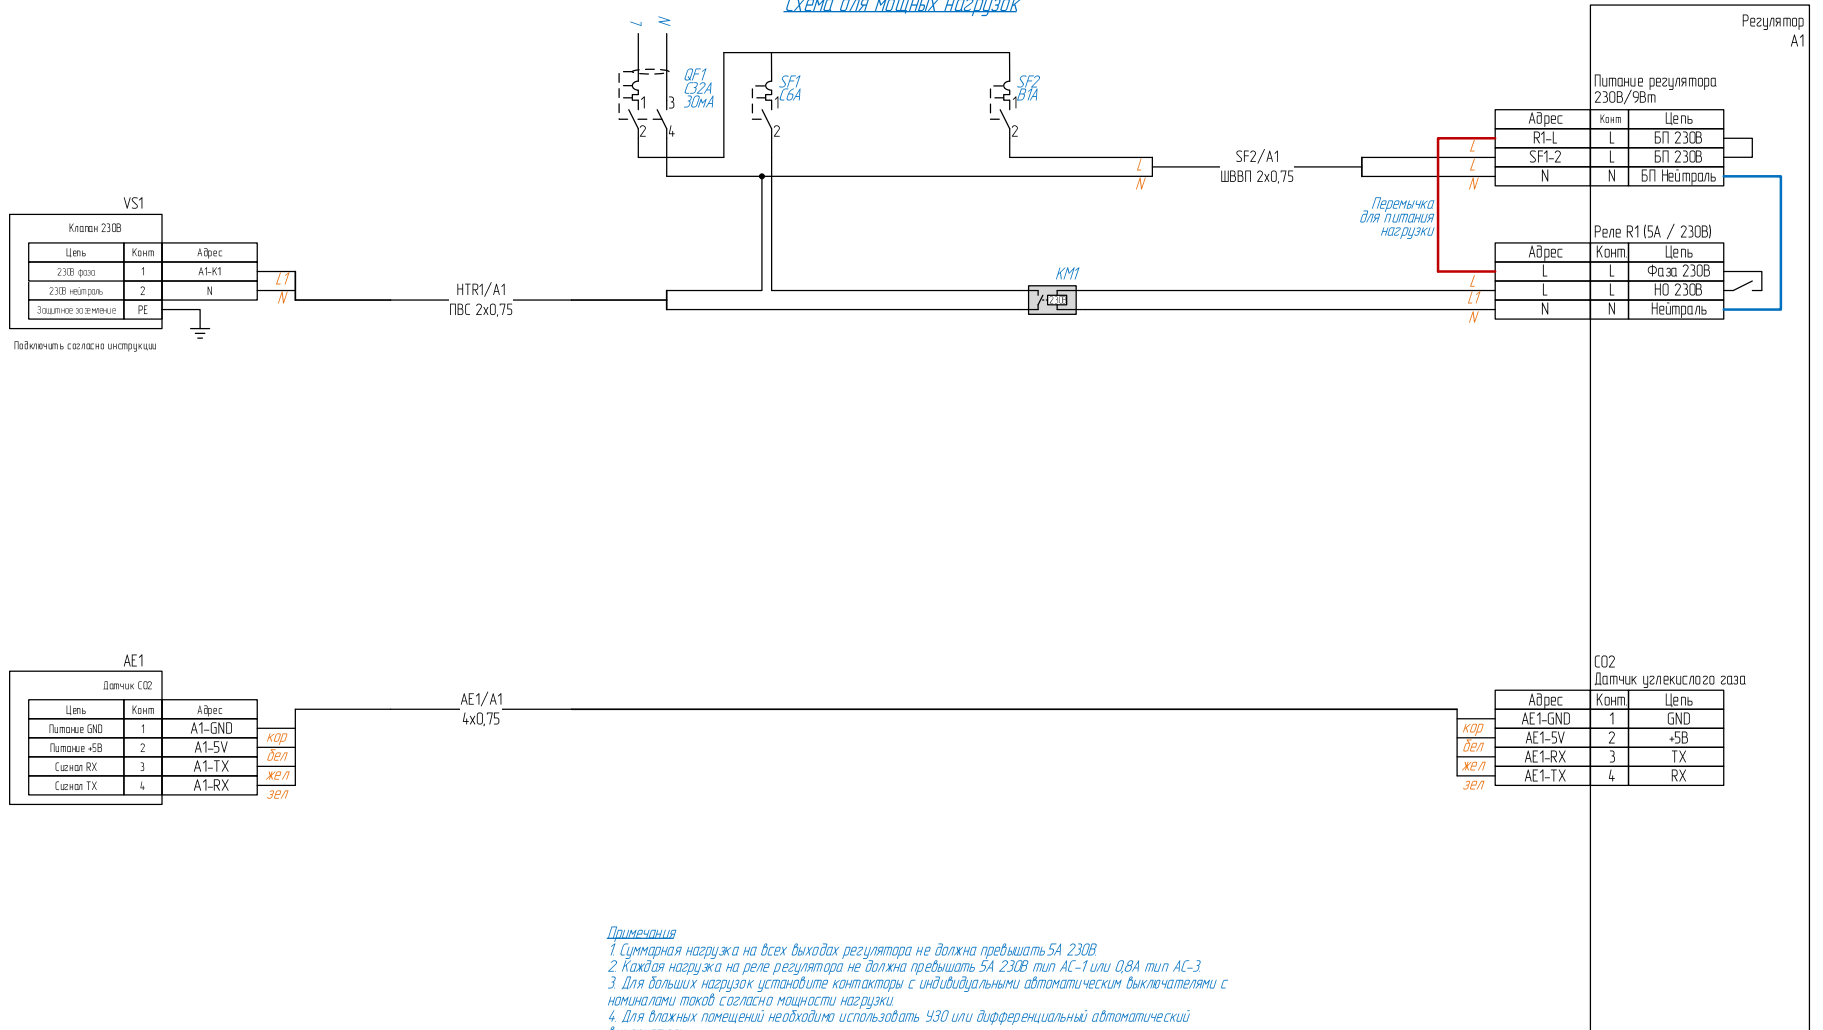 Схема для мощных нагрузок
L N
QF1
C32A
30мА
1 3
2 4
SF1
C6A
1
2
SF2
B1A
1
2
Регулятор
A1
Питание регулятора
230В/9Вт
Адрес Конт Цепь
R1-L L БП 230В
SF1-2 L БП 230В
N N БП Нейтраль
L
L
N
SF2/A1
ШВВП 2x0,75
L
N
Перемычка
для питания
нагрузки
Реле R1 (5А / 230В)
Адрес Конт. Цепь
L L Фаза 230В
L L НО 230В
N N Нейтраль
L
L1
N
KM1
230В
VS1
Клапан 230В
Цепь Конт Адрес
230В фаза 1 A1-K1
230В нейтраль 2 N
Защитное заземление PE
L1
N
Подключить согласно инструкции
HTR1/A1
ПВС 2x0,75
AE1
Датчик CO2
Цепь Конт Адрес
Питание GND 1 A1-GND
Питание +5В 2 A1-5V
Сигнал RX 3 A1-TX
Сигнал TX 4 A1-RX
кор
бел
жел
зел
AE1/A1
4x0,75
CO2
Датчик углекислого газа
Адрес Конт. Цепь
AE1-GND 1 GND
AE1-5V 2 +5В
AE1-RX 3 TX
AE1-TX 4 RX
кор
бел
жел
зел
Примечания
1. Суммарная нагрузка на всех выходах регулятора не должна превышать 5А 230В.
2. Каждая нагрузка на реле регулятора не должна превышать 5А 230В тип АС-1 или 0,8А тип АС-3.
3. Для больших нагрузок установите контакторы с индивидуальными автоматическим выключателями с
номиналами токов согласно мощности нагрузки.
4. Для влажных помещений необходимо использовать УЗО или дифференциальный автоматический